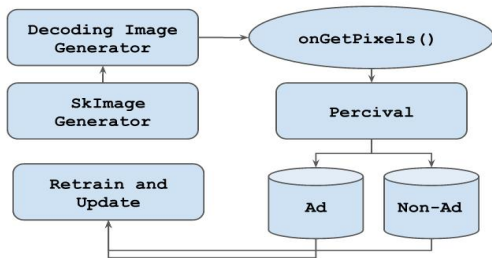 Decoding Image
Generator
onGetPixels()
SkImage
Generator
Percival
Retrain and
Update
Ad
Non-Ad